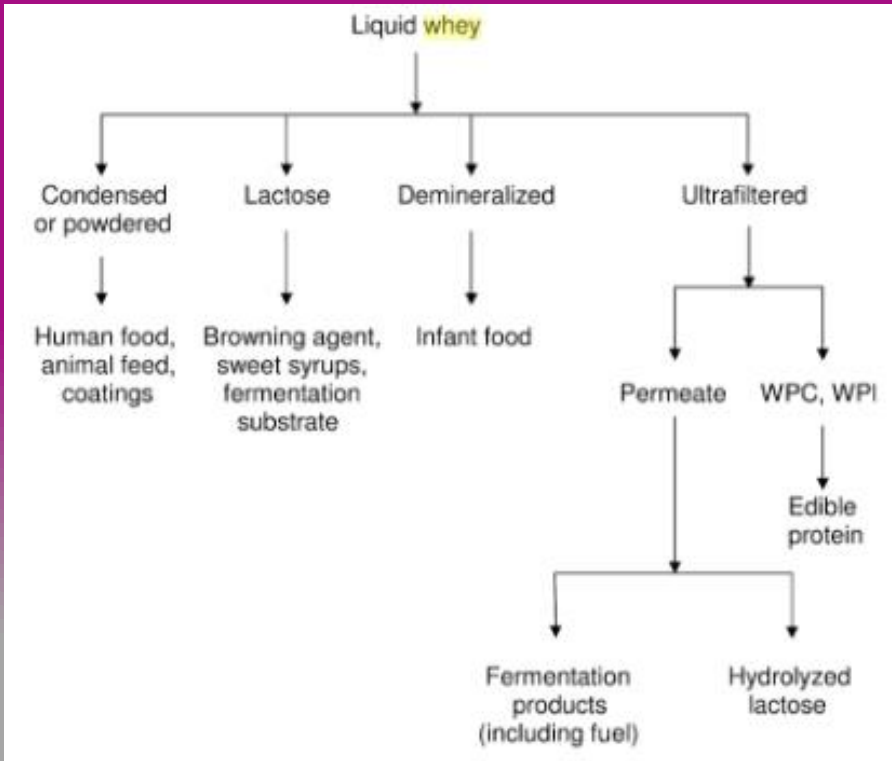 Liquid whey
Condensed
or powdered
Lactose
Demineralized
Ultrafiltered
Human food,
animal feed,
coatings
Browning agent,
sweet syrups,
fermentation
substrate
Infant food
Permeate
WPC, WPI
Edible
protein
Fermentation
products
(including fuel)
Hydrolyzed
lactose